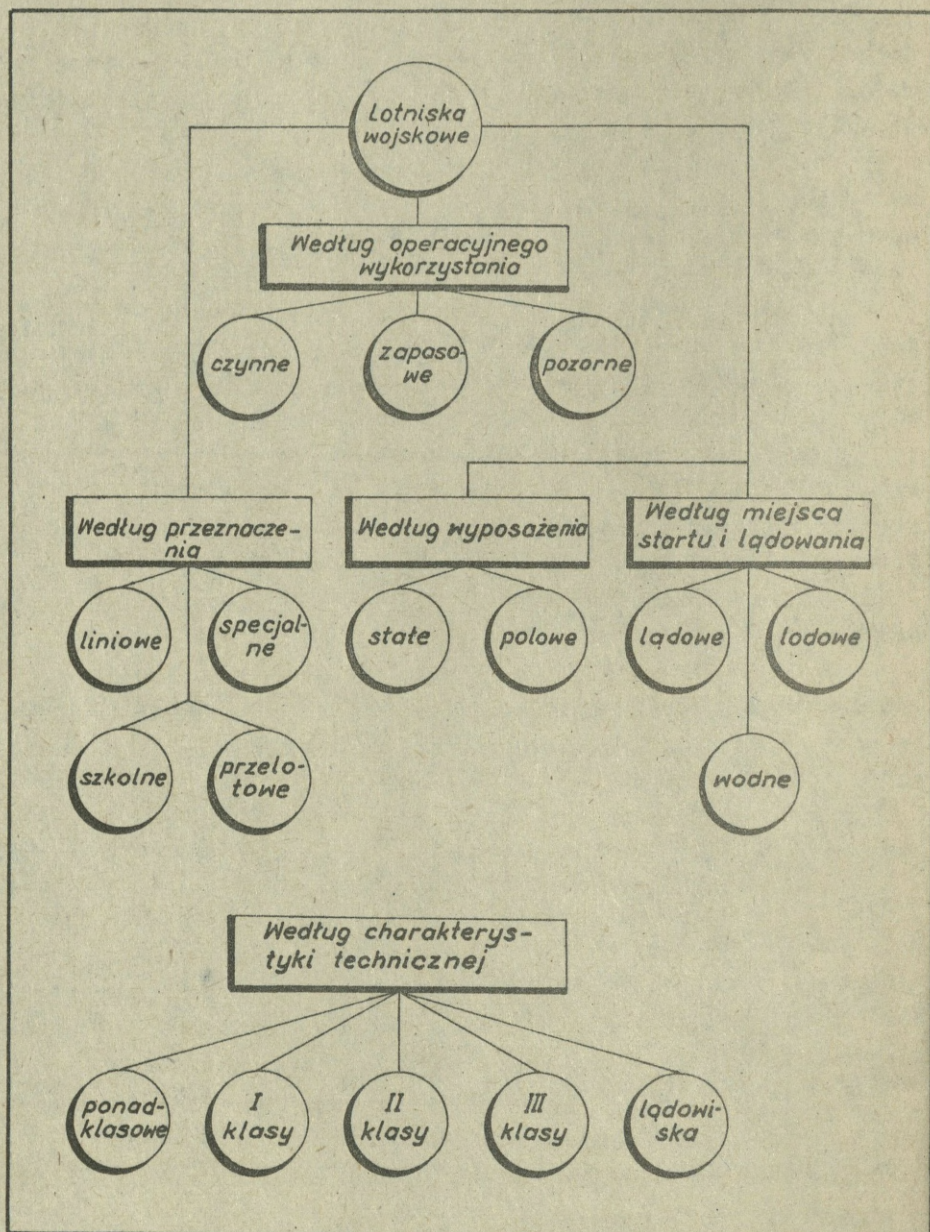 Lotniska
wojskowe
Według operacyjnego
wykorzystania
czynne
zapaso-
we
pozorne
Według przeznacze-
nia
Według wyposażenia
Według miejsca
startu i lądowania
liniowe
specjal-
ne
stałe
polowe
lądowe
lodowe
szkolne
przelo-
towe
wodne
Według charakterys-
tyki technicznej
ponad-
klasowe
I
klasy
II
klasy
III
klasy
lądowi-
ska